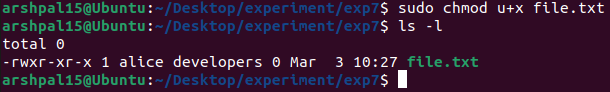 arshpal15@Ubuntu:~/Desktop/experiment/exp7$ sudo chmod u+x file.txt
arshpal15@Ubuntu:~/Desktop/experiment/exp7$ ls -l
total 0
-rwxr-xr-x 1 alice developers 0 Mar  3 10:27 file.txt
arshpal15@Ubuntu:~/Desktop/experiment/exp7$